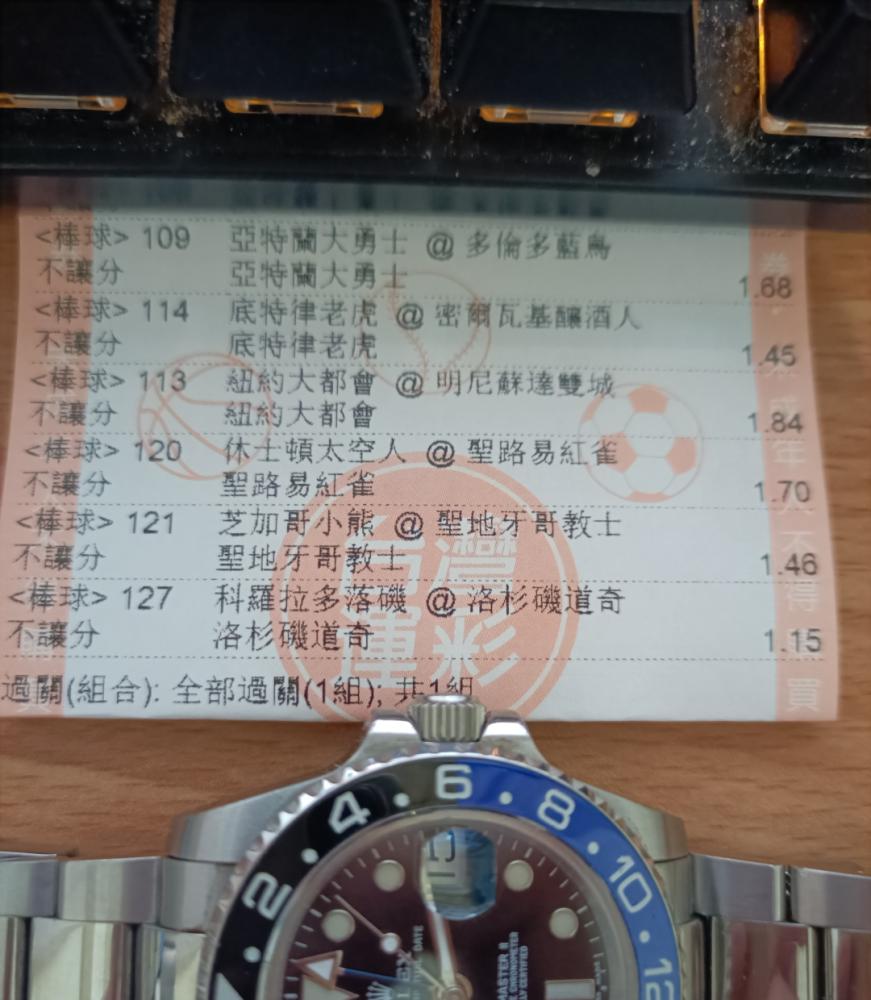 <棒球> 109 亞特蘭大勇士 @ 多倫多藍鳥
不讓分 亞特蘭大勇士 1.68
<棒球> 114 底特律老虎 @ 密爾瓦基釀酒人
不讓分 底特律老虎 1.45
<棒球> 113 紐約大都會 @ 明尼蘇達雙城
不讓分 紐約大都會 1.84
<棒球> 120 休士頓太空人 @ 聖路易紅雀
不讓分 聖路易紅雀 1.70
<棒球> 121 芝加哥小熊 @ 聖地牙哥教士
不讓分 聖地牙哥教士 1.46
<棒球> 127 科羅拉多落磯 @ 洛杉磯道奇
不讓分 洛杉磯道奇 1.15
過關(組合): 全部過關(1組); 共1組
台灣
運彩
買
2 4 6 8 10 12
DATE